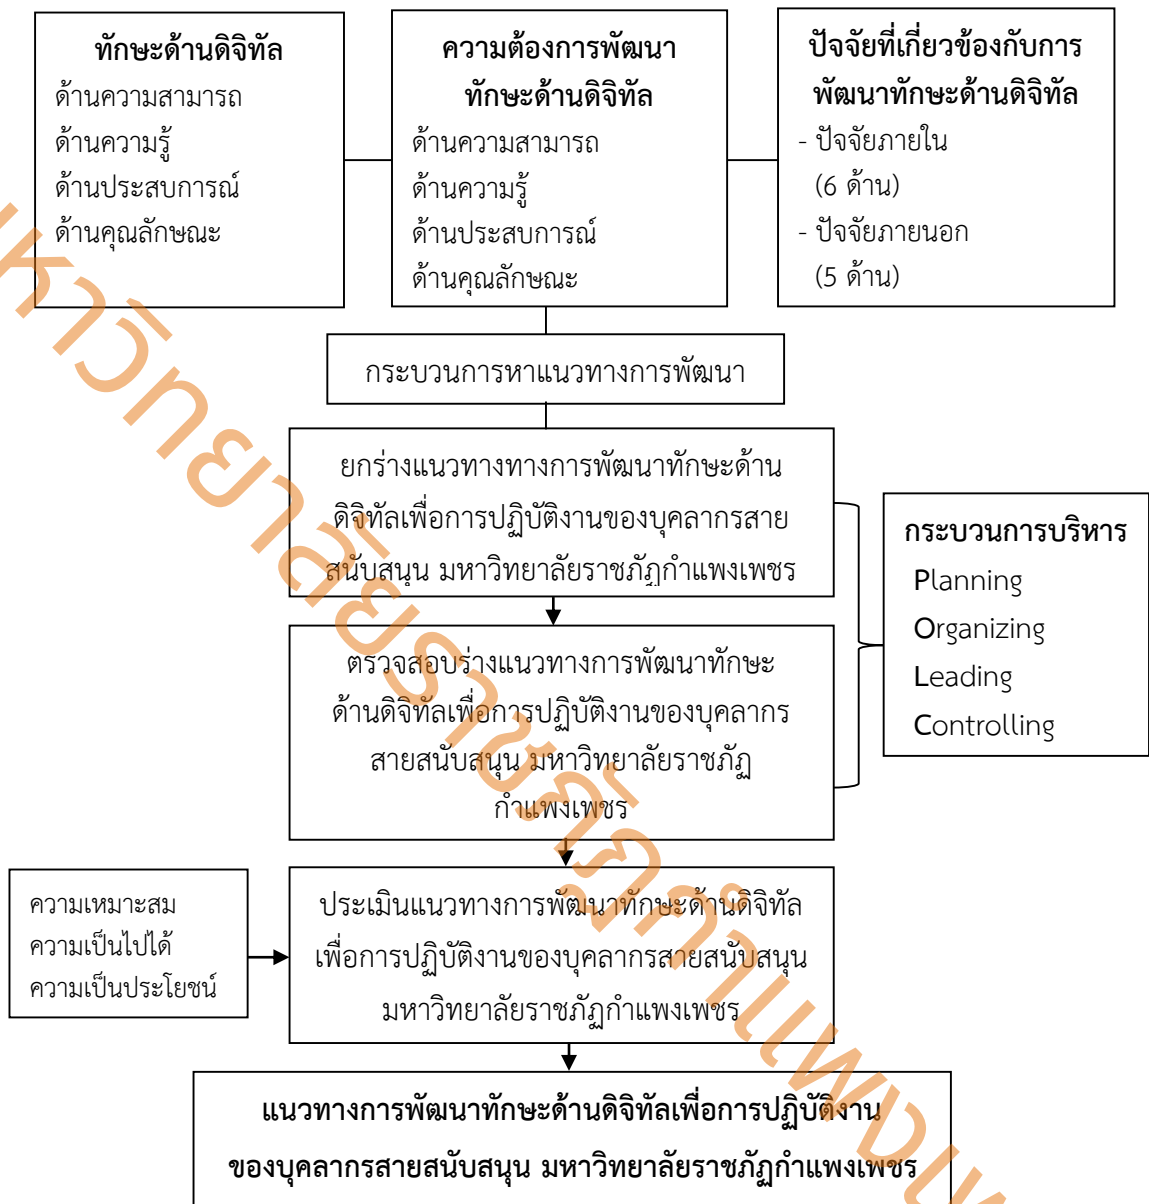 ทักษะด้านดิจิทัล
ด้านความสามารถ
ด้านความรู้
ด้านประสบการณ์
ด้านคุณลักษณะ
ความต้องการพัฒนา
ทักษะด้านดิจิทัล
ด้านความสามารถ
ด้านความรู้
ด้านประสบการณ์
ด้านคุณลักษณะ
ปัจจัยที่เกี่ยวข้องกับการ
พัฒนาทักษะด้านดิจิทัล
- ปัจจัยภายใน
(6 ด้าน)
- ปัจจัยภายนอก
(5 ด้าน)
กระบวนการหาแนวทางการพัฒนา
ยกร่างแนวทางทางการพัฒนาทักษะด้าน
ดิจิทัลเพื่อการปฏิบัติงานของบุคลากรสาย
สนับสนุน มหาวิทยาลัยราชภัฏกำแพงเพชร
กระบวนการบริหาร
Planning
Organizing
Leading
Controlling
ตรวจสอบร่างแนวทางการพัฒนาทักษะ
ด้านดิจิทัลเพื่อการปฏิบัติงานของบุคลากร
สายสนับสนุน มหาวิทยาลัยราชภัฏ
กำแพงเพชร
ความเหมาะสม
ความเป็นไปได้
ความเป็นประโยชน์
ประเมินแนวทางการพัฒนาทักษะด้านดิจิทัล
เพื่อการปฏิบัติงานของบุคลากรสายสนับสนุน
มหาวิทยาลัยราชภัฏกำแพงเพชร
แนวทางการพัฒนาทักษะด้านดิจิทัลเพื่อการปฏิบัติงาน
ของบุคลากรสายสนับสนุน มหาวิทยาลัยราชภัฏกำแพงเพชร